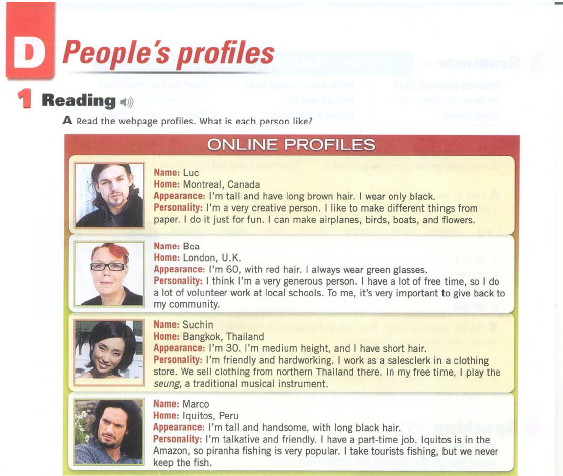 D People's profiles
1 Reading
A Read the webpage profiles. What is each person like?
ONLINE PROFILES
Name: Luc
Home: Montreal, Canada
Appearance: I'm tall and have long brown hair. I wear only black.
Personality: I'm a very creative person. I like to make different things from
paper. I do it just for fun. I can make airplanes, birds, boats, and flowers.
Name: Bea
Home: London, U.K.
Appearance: I'm 60, with red hair. I always wear green glasses.
Personality: I think I'm a very generous person. I have a lot of free time, so I do
a lot of volunteer work at local schools. To me, it's very important to give back to
my community.
Name: Suchin
Home: Bangkok, Thailand
Appearance: I'm 30. I'm medium height, and I have short hair.
Personality: I'm friendly and hardworking. I work as a salesclerk in a clothing
store. We sell clothing from northern Thailand there. In my free time, I play the
seung, a traditional musical instrument.
Name: Marco
Home: Iquitos, Peru
Appearance: I'm tall and handsome, with long black hair.
Personality: I'm talkative and friendly. I have a part-time job. Iquitos is in the
Amazon, so piranha fishing is very popular. I take tourists fishing, but we never
keep the fish.